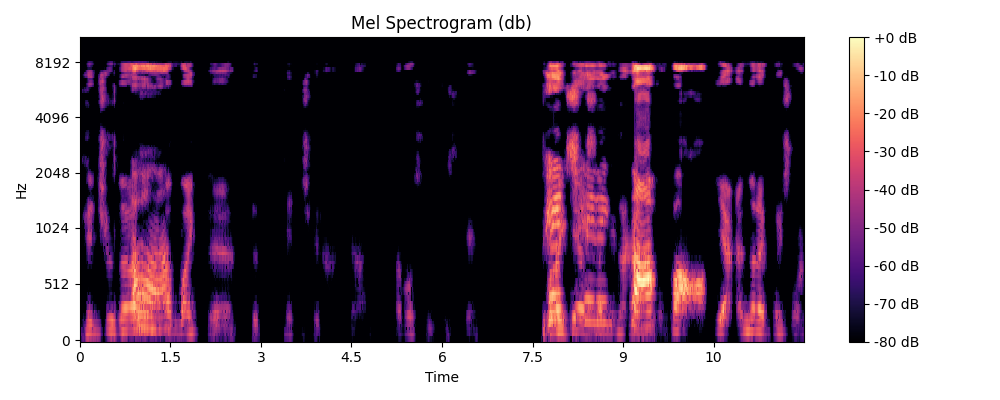 Mel Spectrogram (db)
Hz
8192
4096
2048
1024
512
0
0 1.5 3 4.5 6 7.5 9 10
Time
+0 dB
-10 dB
-20 dB
-30 dB
-40 dB
-50 dB
-60 dB
-70 dB
-80 dB